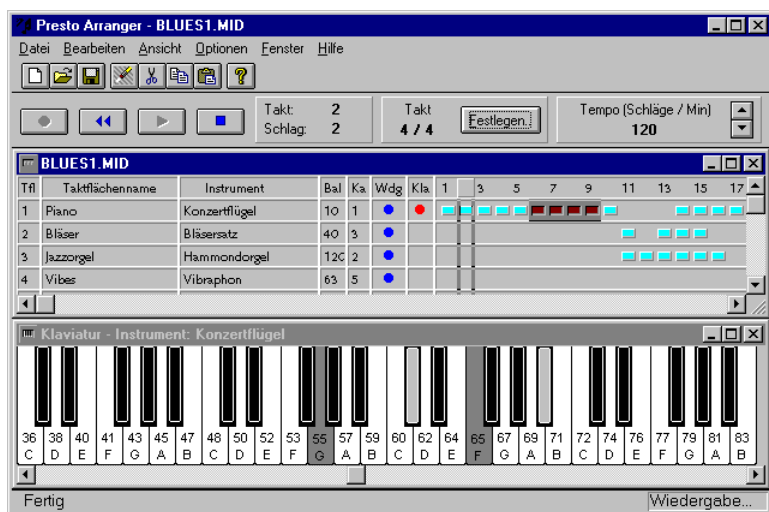 Presto Arranger - BLUES1.MID
Datei Bearbeiten Ansicht Optionen Fenster Hilfe
Takt: 2 Takt Tempo (Schläge / Min)
Schlag: 2 4 / 4 Festlegen.. 120
BLUES1.MID
Tfl Taktflächenname Instrument Bal Ka Wdg Kla 1 3 5 7 9 11 13 15 17
1 Piano Konzertflügel 10 1
2 Bläser Bläsersatz 40 3
3 Jazzorgel Hammondorgel 12C 2
4 Vibes Vibraphon 63 5
Klaviatur - Instrument: Konzertflügel
36 38 40 41 43 45 47 48 50 52 53 55 57 59 60 62 64 65 67 69 71 72 74 76 77 79 81 83
C D E F G A B C D E F G A B C D E F G A B C D E F G A B
Fertig Wiedergabe...